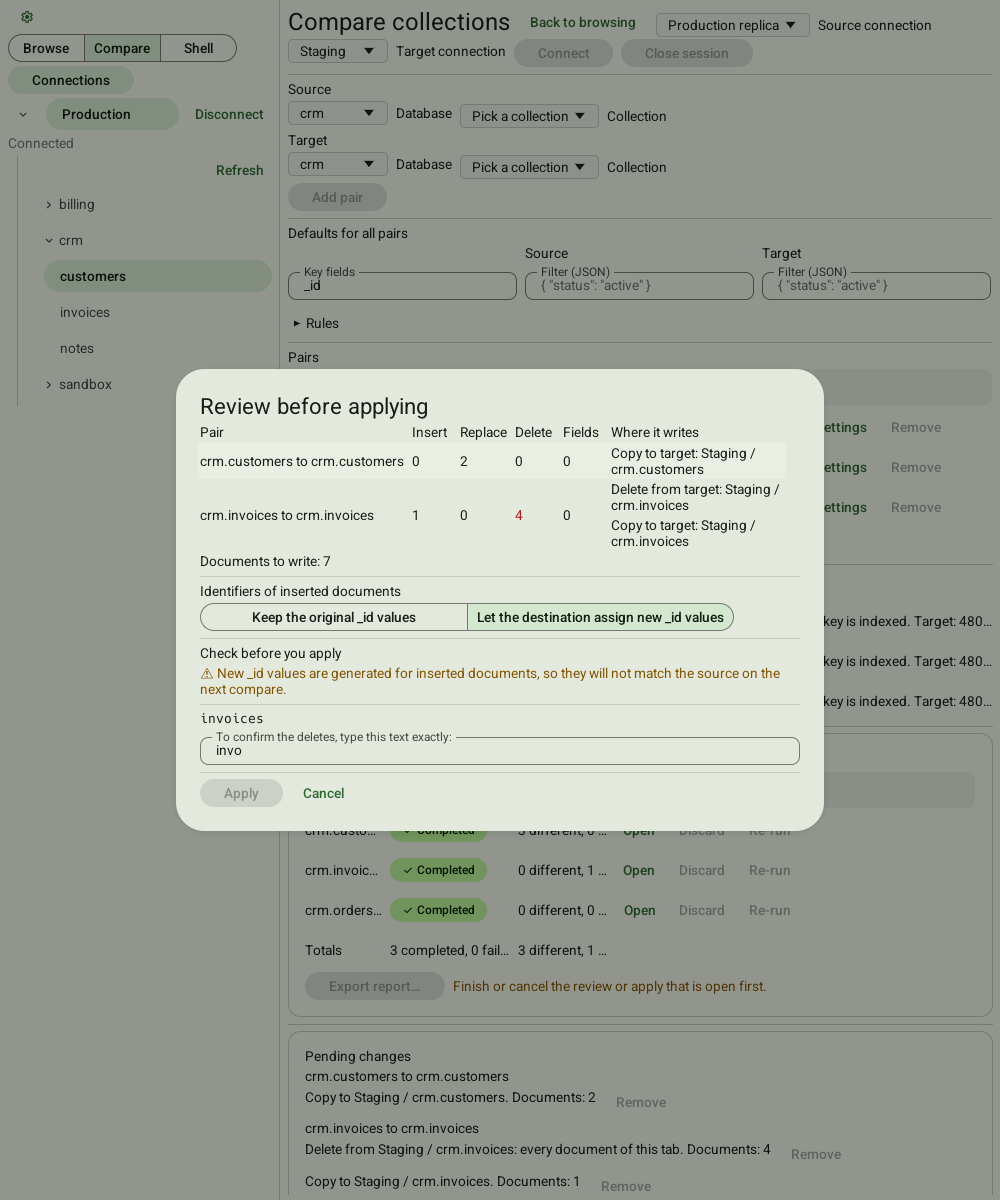 Browse Compare Shell
Connections
Production Disconnect
Connected
Refresh
billing
crm
customers
invoices
notes
sandbox
Compare collections Back to browsing Production replica Source connection
Staging Target connection Connect Close session
Source
crm Database Pick a collection Collection
Target
crm Database Pick a collection Collection
Add pair
Defaults for all pairs
Source Target
Key fields Filter (JSON) Filter (JSON)
_id { "status": "active" } { "status": "active" }
Rules
Pairs
ettings Remove
ettings Remove
ettings Remove
key is indexed. Target: 480…
key is indexed. Target: 480…
key is indexed. Target: 480…
Review before applying
Pair Insert Replace Delete Fields Where it writes
crm.customers to crm.customers 0 2 0 0 Copy to target: Staging /
crm.customers
Delete from target: Staging /
crm.invoices
crm.invoices to crm.invoices 1 0 4 0
Copy to target: Staging /
crm.invoices
Documents to write: 7
Identifiers of inserted documents
Keep the original _id values Let the destination assign new _id values
Check before you apply
⚠ New _id values are generated for inserted documents, so they will not match the source on the
next compare.
invoices
To confirm the deletes, type this text exactly:
invo
Apply Cancel
crm.custo… Completed 3 different, 0 … Open Discard Re-run
crm.invoic… Completed 0 different, 1 … Open Discard Re-run
crm.orders… Completed 0 different, 0 … Open Discard Re-run
Totals 3 completed, 0 fail… 3 different, 1 …
Export report… Finish or cancel the review or apply that is open first.
Pending changes
crm.customers to crm.customers
Copy to Staging / crm.customers. Documents: 2 Remove
crm.invoices to crm.invoices
Delete from Staging / crm.invoices: every document of this tab. Documents: 4 Remove
Copy to Staging / crm.invoices. Documents: 1 Remove